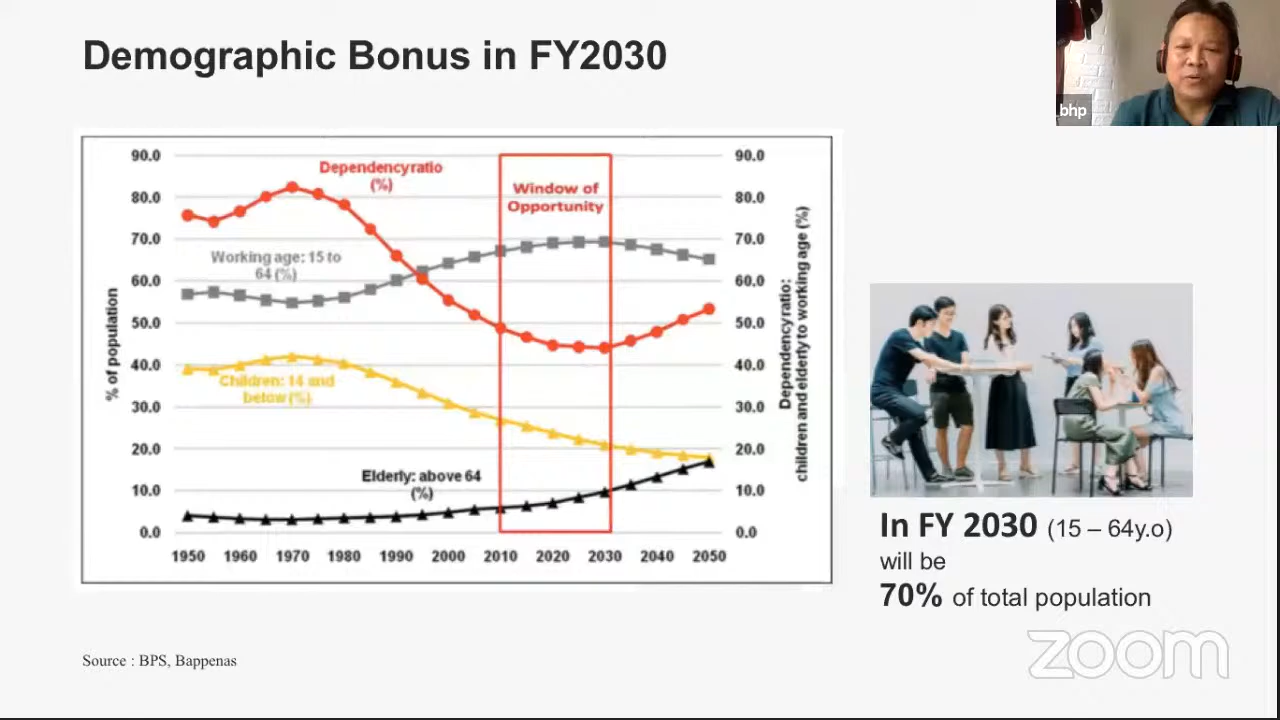 Demographic Bonus in FY2030
bhp
90.0
80.0
70.0
60.0
50.0
40.0
30.0
20.0
10.0
0.0
% of population
Dependencyratio
(%)
Window of
Opportunity
Working age: 15 to
64 (%)
Children: 14 and
below (%)
Elderly: above 64
(%)
90.0
80.0
70.0
60.0
50.0
40.0
30.0
20.0
10.0
0.0
Dependencyratio:
children and elderly to working age (%)
1950 1960 1970 1980 1990 2000 2010 2020 2030 2040 2050
In FY 2030 (15 – 64y.o)
will be
70% of total population
Source : BPS, Bappenas
zoom